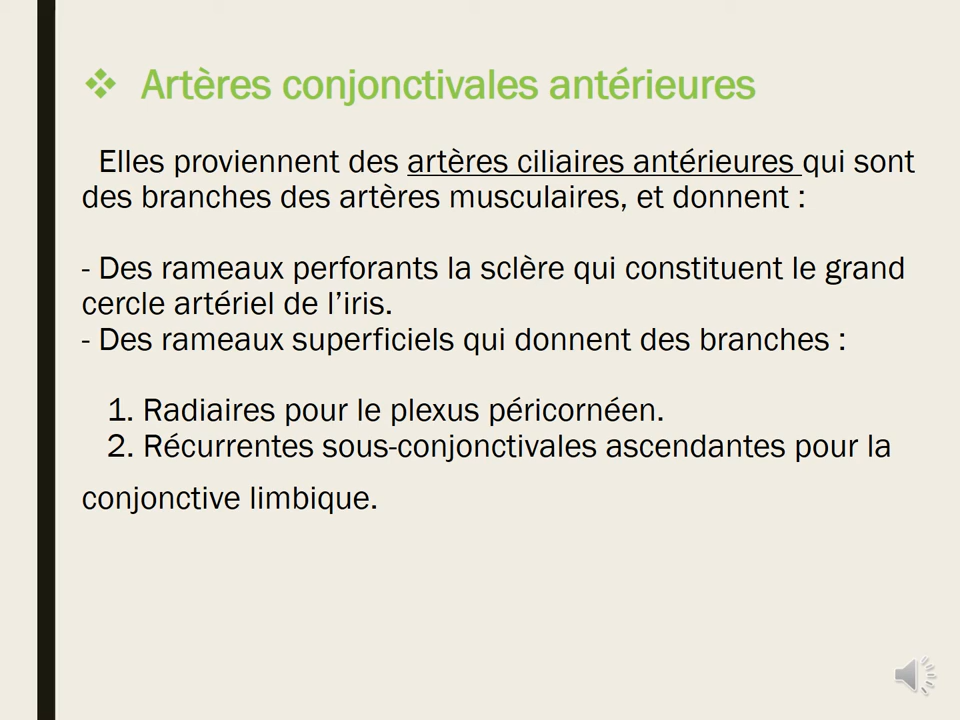 Artères conjonctivales antérieures
Elles proviennent des artères ciliaires antérieures qui sont
des branches des artères musculaires, et donnent :
- Des rameaux perforants la sclère qui constituent le grand
cercle artériel de l’iris.
- Des rameaux superficiels qui donnent des branches :
1. Radiaires pour le plexus péricornéen.
2. Récurrentes sous-conjonctivales ascendantes pour la
conjonctive limbique.